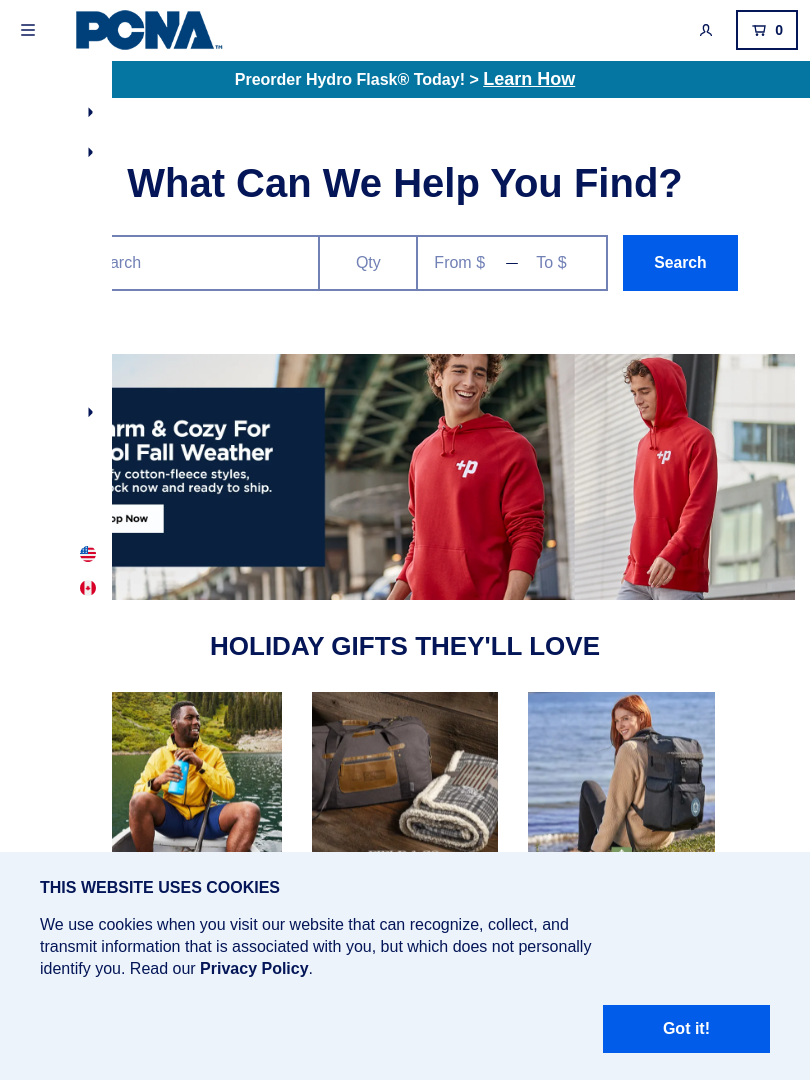 PCNA™
0
Preorder Hydro Flask® Today! > Learn How
What Can We Help You Find?
arch
Qty
From $ — To $
Search
rm & Cozy For
ol Fall Weather
fy cotton-fleece styles,
ock now and ready to ship.
op Now
+p
+p
HOLIDAY GIFTS THEY'LL LOVE
THIS WEBSITE USES COOKIES
We use cookies when you visit our website that can recognize, collect, and
transmit information that is associated with you, but which does not personally
identify you. Read our Privacy Policy.
Got it!